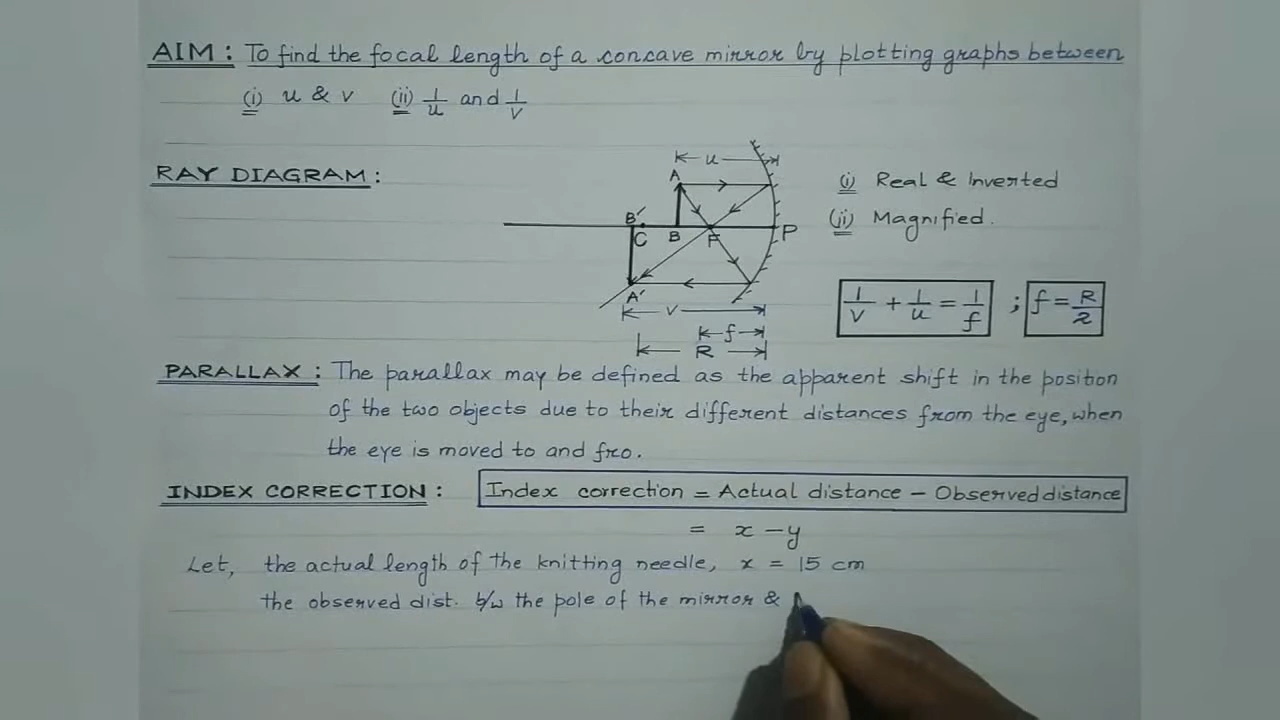 AIM : To find the focal length of a concave mirror by plotting graphs between
(i) u & v (ii) 1/u and 1/v
RAY DIAGRAM :
u
A
B'
C
B
F
P
A'
v
f
R
(i) Real & Inverted
(ii) Magnified.
1/v + 1/u = 1/f ; f = R/2
PARALLAX : The parallax may be defined as the apparent shift in the position
of the two objects due to their different distances from the eye, when
the eye is moved to and fro.
INDEX CORRECTION : Index correction = Actual distance – Observed distance
= x – y
Let, the actual length of the knitting needle, x = 15 cm
the observed dist. b/w the pole of the mirror &